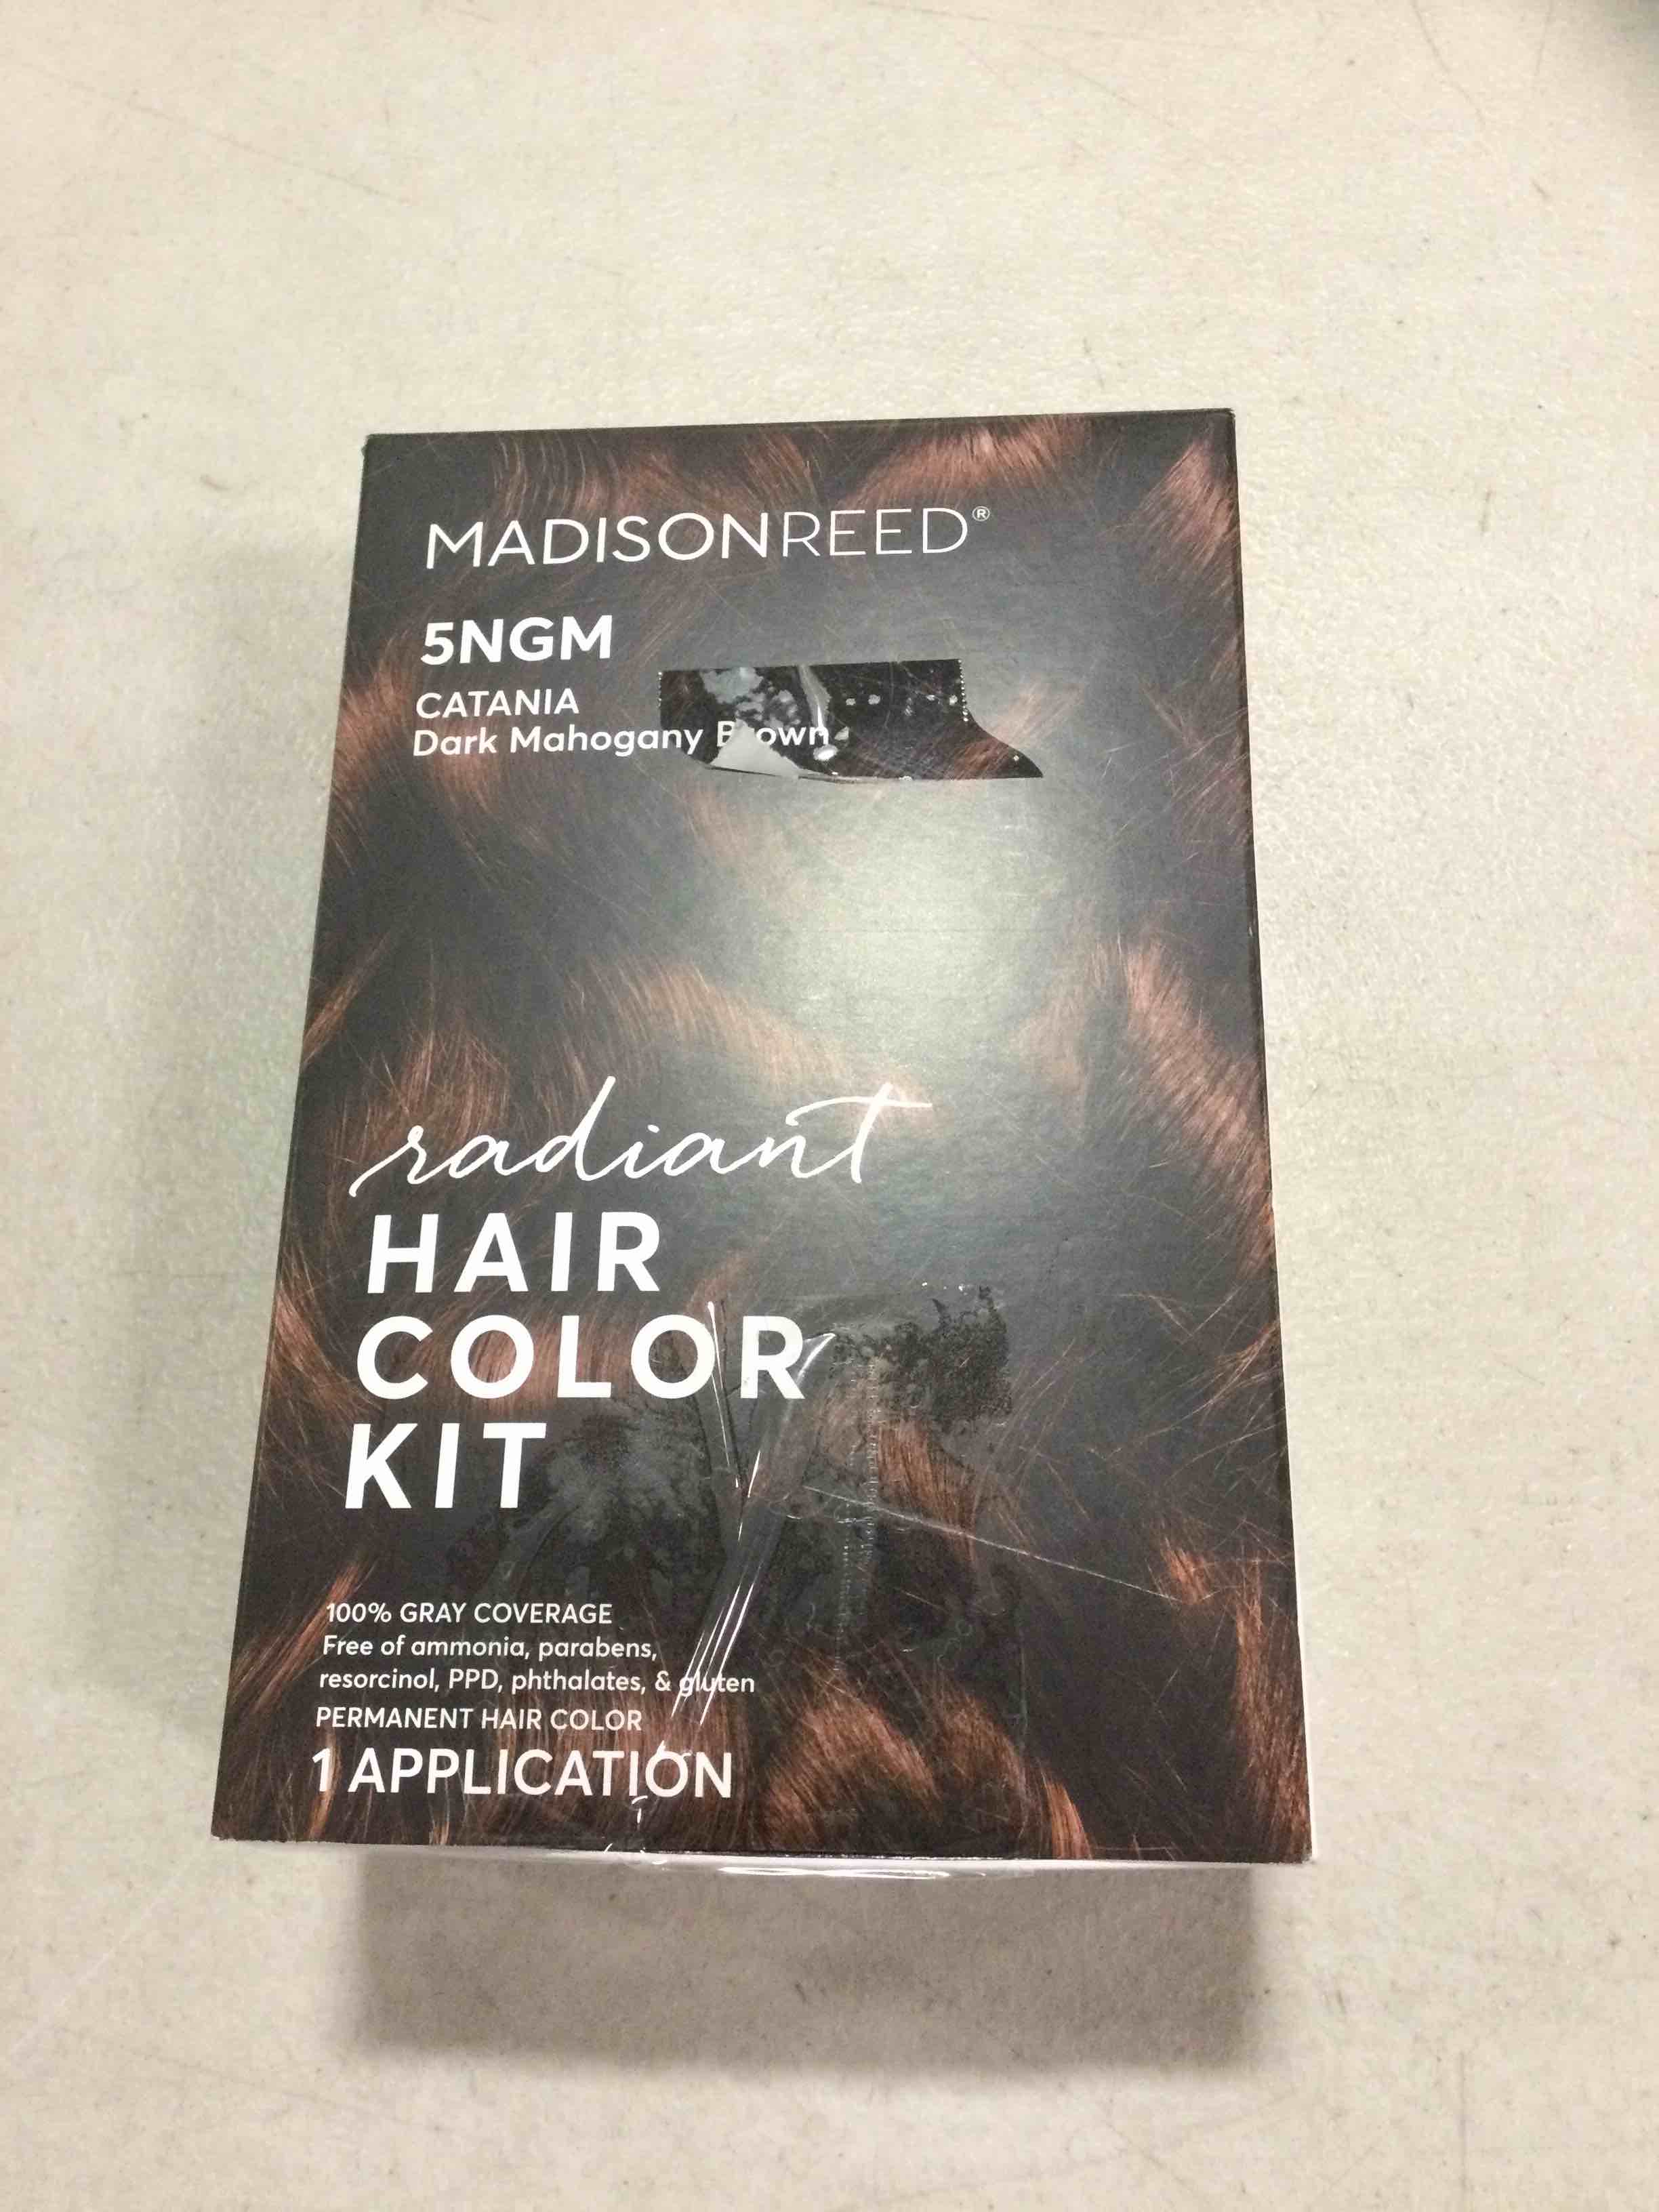 MADISONREED®
5NGM
CATANIA
Dark Mahogany Brown
radiant
HAIR
COLOR
KIT
100% GRAY COVERAGE
Free of ammonia, parabens,
resorcinol, PPD, phthalates, & gluten
PERMANENT HAIR COLOR
1 APPLICATION